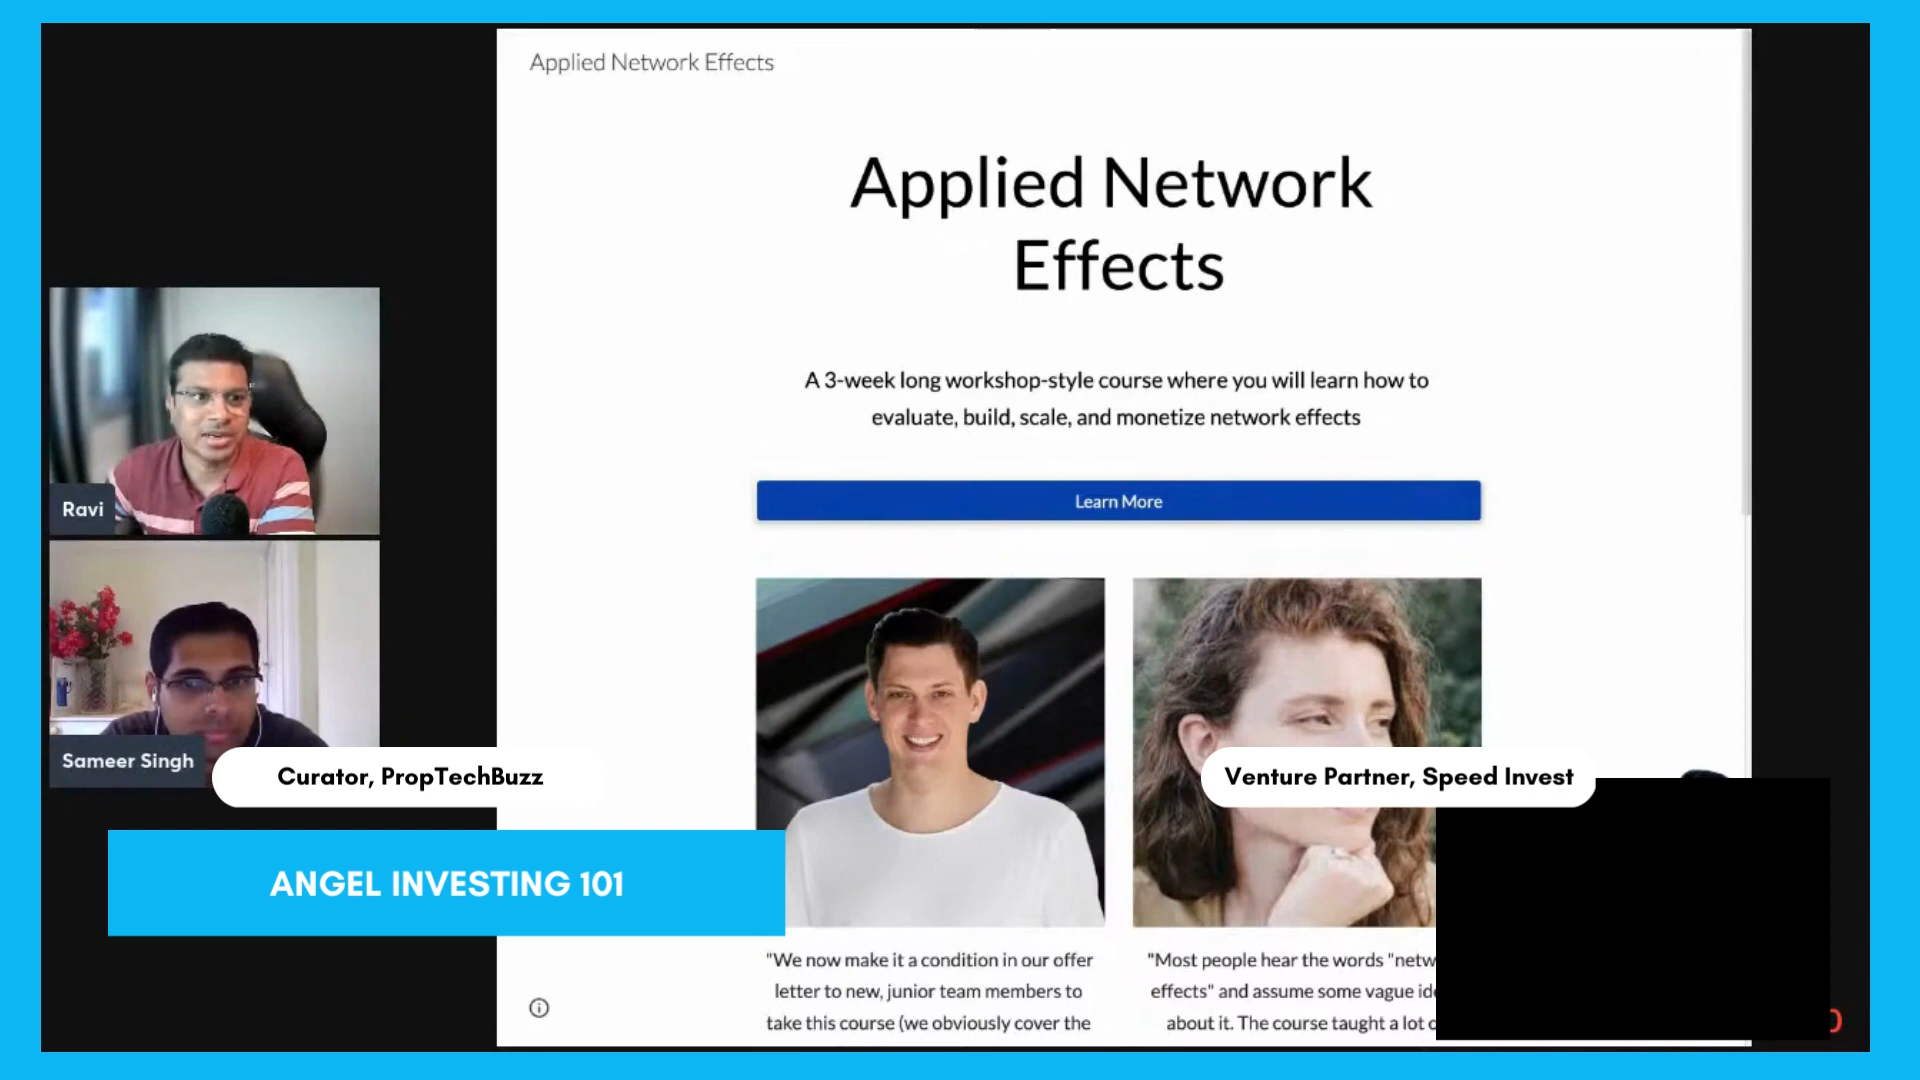 Applied Network Effects
Applied Network
Effects
A 3-week long workshop-style course where you will learn how to
evaluate, build, scale, and monetize network effects
Learn More
Ravi
Sameer Singh
Curator, PropTechBuzz
Venture Partner, Speed Invest
ANGEL INVESTING 101
"We now make it a condition in our offer
letter to new, junior team members to
take this course (we obviously cover the
"Most people hear the words "netw
effects" and assume some vague
about it. The course taught a lot